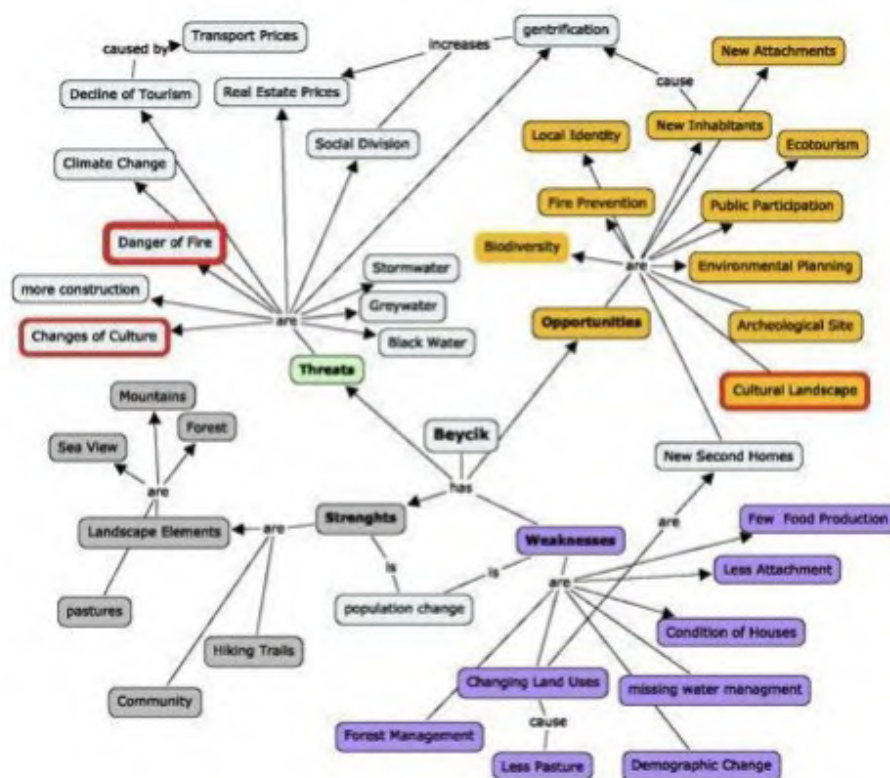 Transport Prices
caused by
increases
gentrification
New Attachments
Decline of Tourism
Real Estate Prices
cause
Local Identity
New Inhabitants
Social Division
Ecotourism
Climate Change
Fire Prevention
Public Participation
Danger of Fire
Biodiversity
are
Environmental Planning
Stormwater
more construction
Greywater
are
Opportunities
Archeological Site
Changes of Culture
Black Water
Threats
Cultural Landscape
Mountains
Forest
Beycik
Sea View
New Second Homes
are
has
Landscape Elements
are
Strenghts
are
Few Food Production
Weaknesses
is
is
are
Less Attachment
pastures
population change
Condition of Houses
Hiking Trails
Changing Land Uses
missing water managment
Community
cause
Forest Management
Less Pasture
Demographic Change